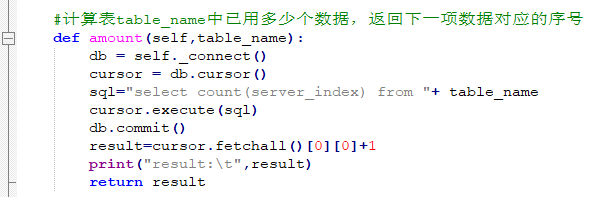 #计算表table_name中已用多少个数据，返回下一项数据对应的序号
def amount(self,table_name):
db = self._connect()
cursor = db.cursor()
sql="select count(server_index) from "+ table_name
cursor.execute(sql)
db.commit()
result=cursor.fetchall()[0][0]+1
print("result:\t",result)
return result